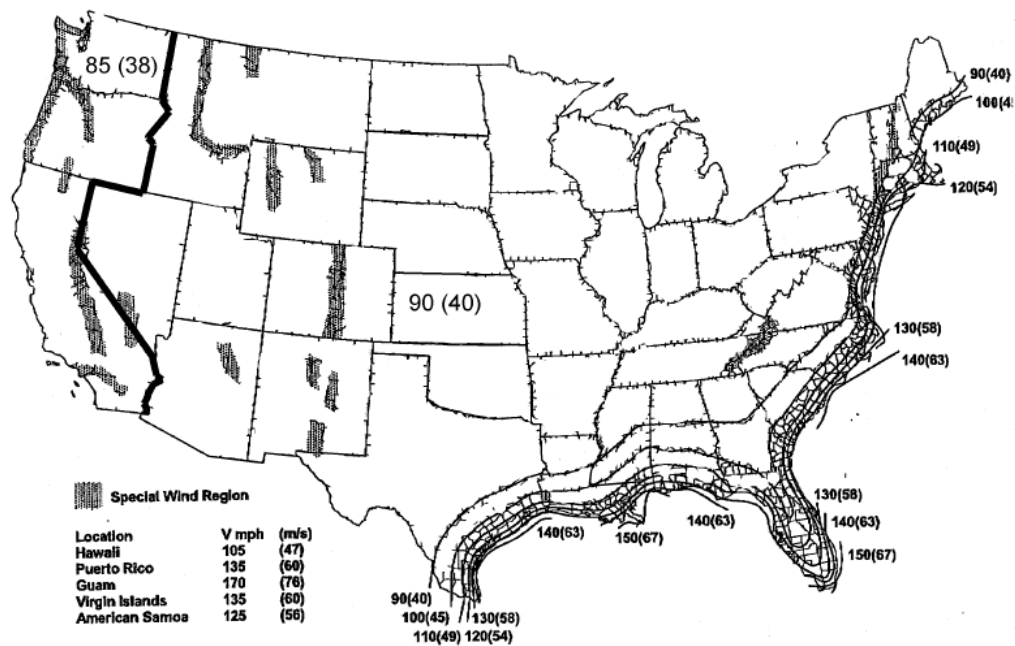 85 (38)
90(40)
100(4
110(49)
120(54)
90 (40)
130(58)
140(63)
Special Wind Region
130(58)
140(63)
140(63)
140(63)
150(67)
150(67)
Location V mph (m/s)
Hawaii 105 (47)
Puerto Rico 135 (60)
Guam 170 (76)
Virgin Islands 135 (60)
American Samoa 125 (56)
90(40)
100(45) 130(58)
110(49) 120(54)